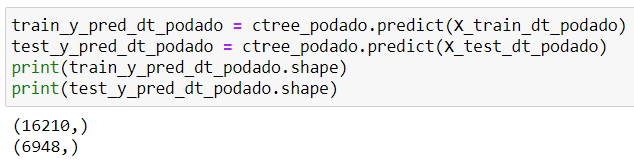 train_y_pred_dt_podado = ctree_podado.predict(X_train_dt_podado)
test_y_pred_dt_podado = ctree_podado.predict(X_test_dt_podado)
print(train_y_pred_dt_podado.shape)
print(test_y_pred_dt_podado.shape)
(16210,)
(6948,)